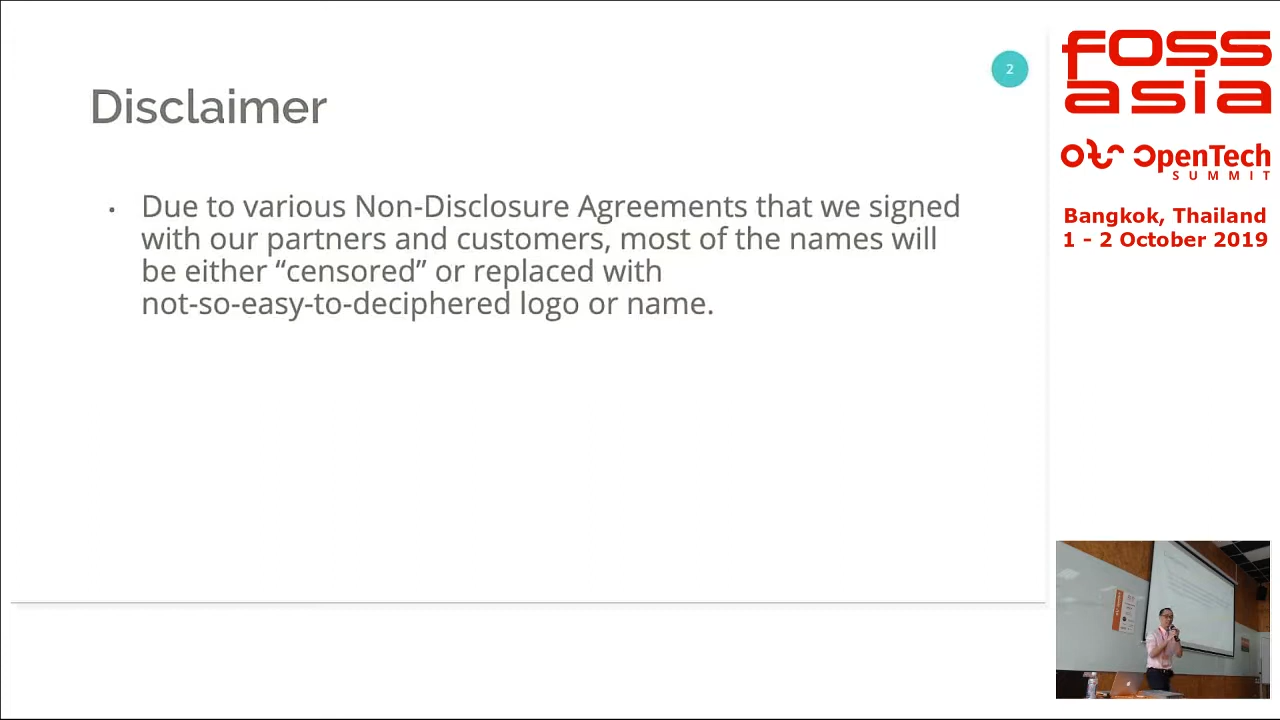 2
Disclaimer
• Due to various Non-Disclosure Agreements that we signed
with our partners and customers, most of the names will
be either “censored” or replaced with
not-so-easy-to-deciphered logo or name.
foss
asia
OpenTech
SUMMIT
Bangkok, Thailand
1 - 2 October 2019